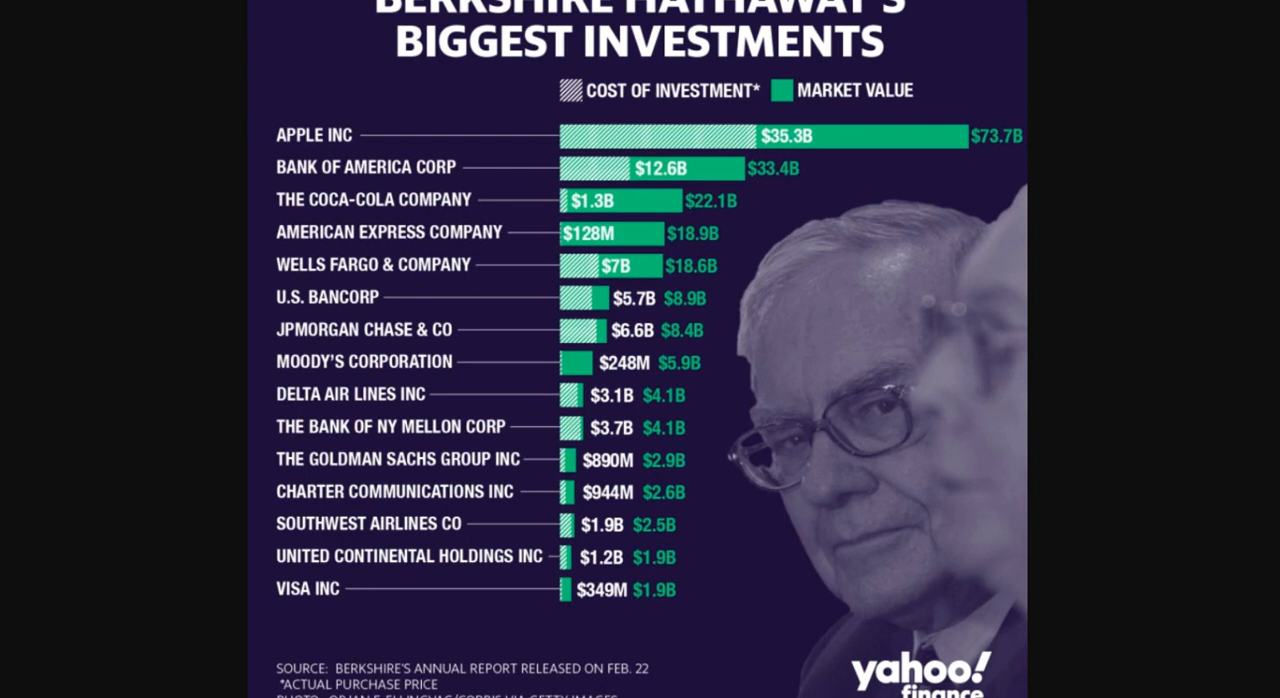 BERKSHIRE HATHAWAY'S
BIGGEST INVESTMENTS
COST OF INVESTMENT* MARKET VALUE
APPLE INC $35.3B $73.7B
BANK OF AMERICA CORP $12.6B $33.4B
THE COCA-COLA COMPANY $1.3B $22.1B
AMERICAN EXPRESS COMPANY $128M $18.9B
WELLS FARGO & COMPANY $7B $18.6B
U.S. BANCORP $5.7B $8.9B
JPMORGAN CHASE & CO $6.6B $8.4B
MOODY'S CORPORATION $248M $5.9B
DELTA AIR LINES INC $3.1B $4.1B
THE BANK OF NY MELLON CORP $3.7B $4.1B
THE GOLDMAN SACHS GROUP INC $890M $2.9B
CHARTER COMMUNICATIONS INC $944M $2.6B
SOUTHWEST AIRLINES CO $1.9B $2.5B
UNITED CONTINENTAL HOLDINGS INC $1.2B $1.9B
VISA INC $349M $1.9B
SOURCE: BERKSHIRE'S ANNUAL REPORT RELEASED ON FEB. 22
*ACTUAL PURCHASE PRICE
VIA GETTY IMAGES
yahoo!
finance